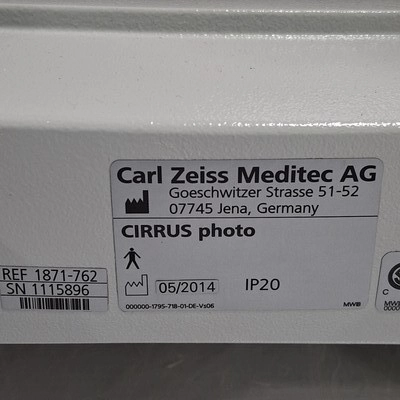 Carl Zeiss Meditec AG
Goeschwitzer Strasse 51-52
07745 Jena, Germany
CIRRUS photo
REF 1871-762
SN 1115896
05/2014
IP20
000000-1795-718-01-DE-Vs06
C